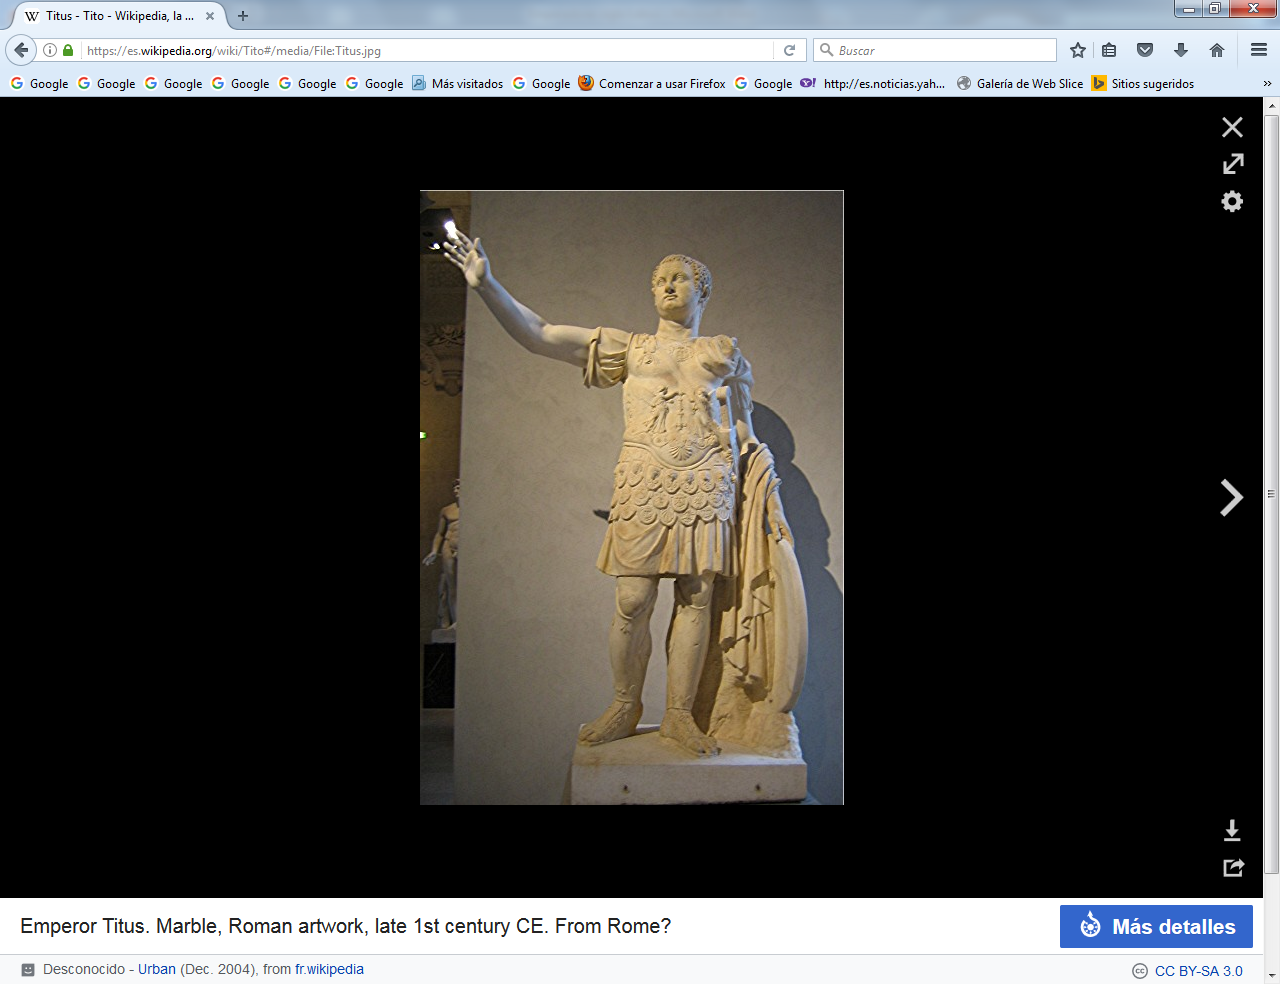 Titus - Tito - Wikipedia, la ...
https://es.wikipedia.org/wiki/Tito#/media/File:Titus.jpg
Buscar
Google Google Google Google Google Google Más visitados Google Comenzar a usar Firefox Google http://es.noticias.yah... Galería de Web Slice Sitios sugeridos
Emperor Titus. Marble, Roman artwork, late 1st century CE. From Rome?
Más detalles
Desconocido - Urban (Dec. 2004), from fr.wikipedia
CC BY-SA 3.0